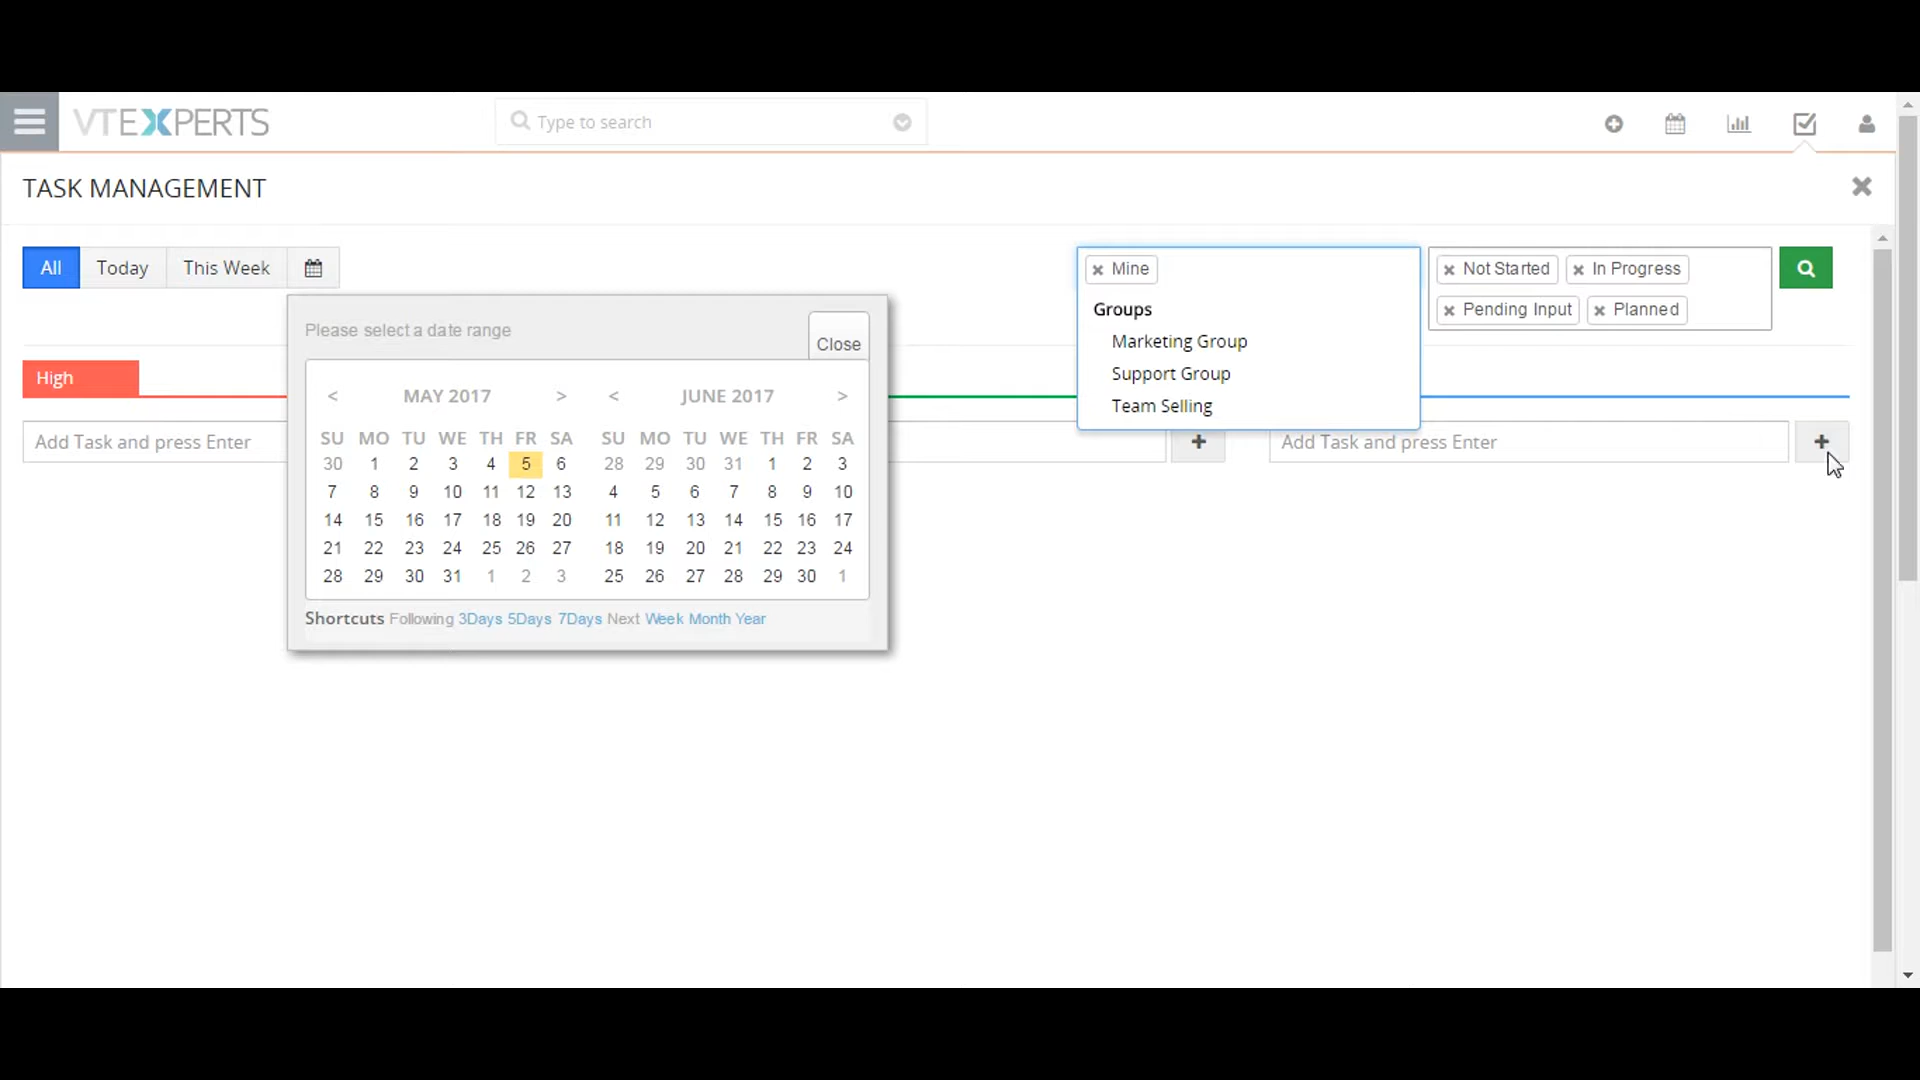 VTEXPERTS
Type to search
TASK MANAGEMENT
All Today This Week
× Mine
Groups
Marketing Group
Support Group
Team Selling
× Not Started × In Progress
× Pending Input × Planned
Please select a date range
Close
High
Add Task and press Enter
< MAY 2017 >
SU MO TU WE TH FR SA
30 1 2 3 4 5 6
7 8 9 10 11 12 13
14 15 16 17 18 19 20
21 22 23 24 25 26 27
28 29 30 31 1 2 3
< JUNE 2017 >
SU MO TU WE TH FR SA
28 29 30 31 1 2 3
4 5 6 7 8 9 10
11 12 13 14 15 16 17
18 19 20 21 22 23 24
25 26 27 28 29 30 1
Shortcuts Following 3Days 5Days 7Days Next Week Month Year
+
Add Task and press Enter +